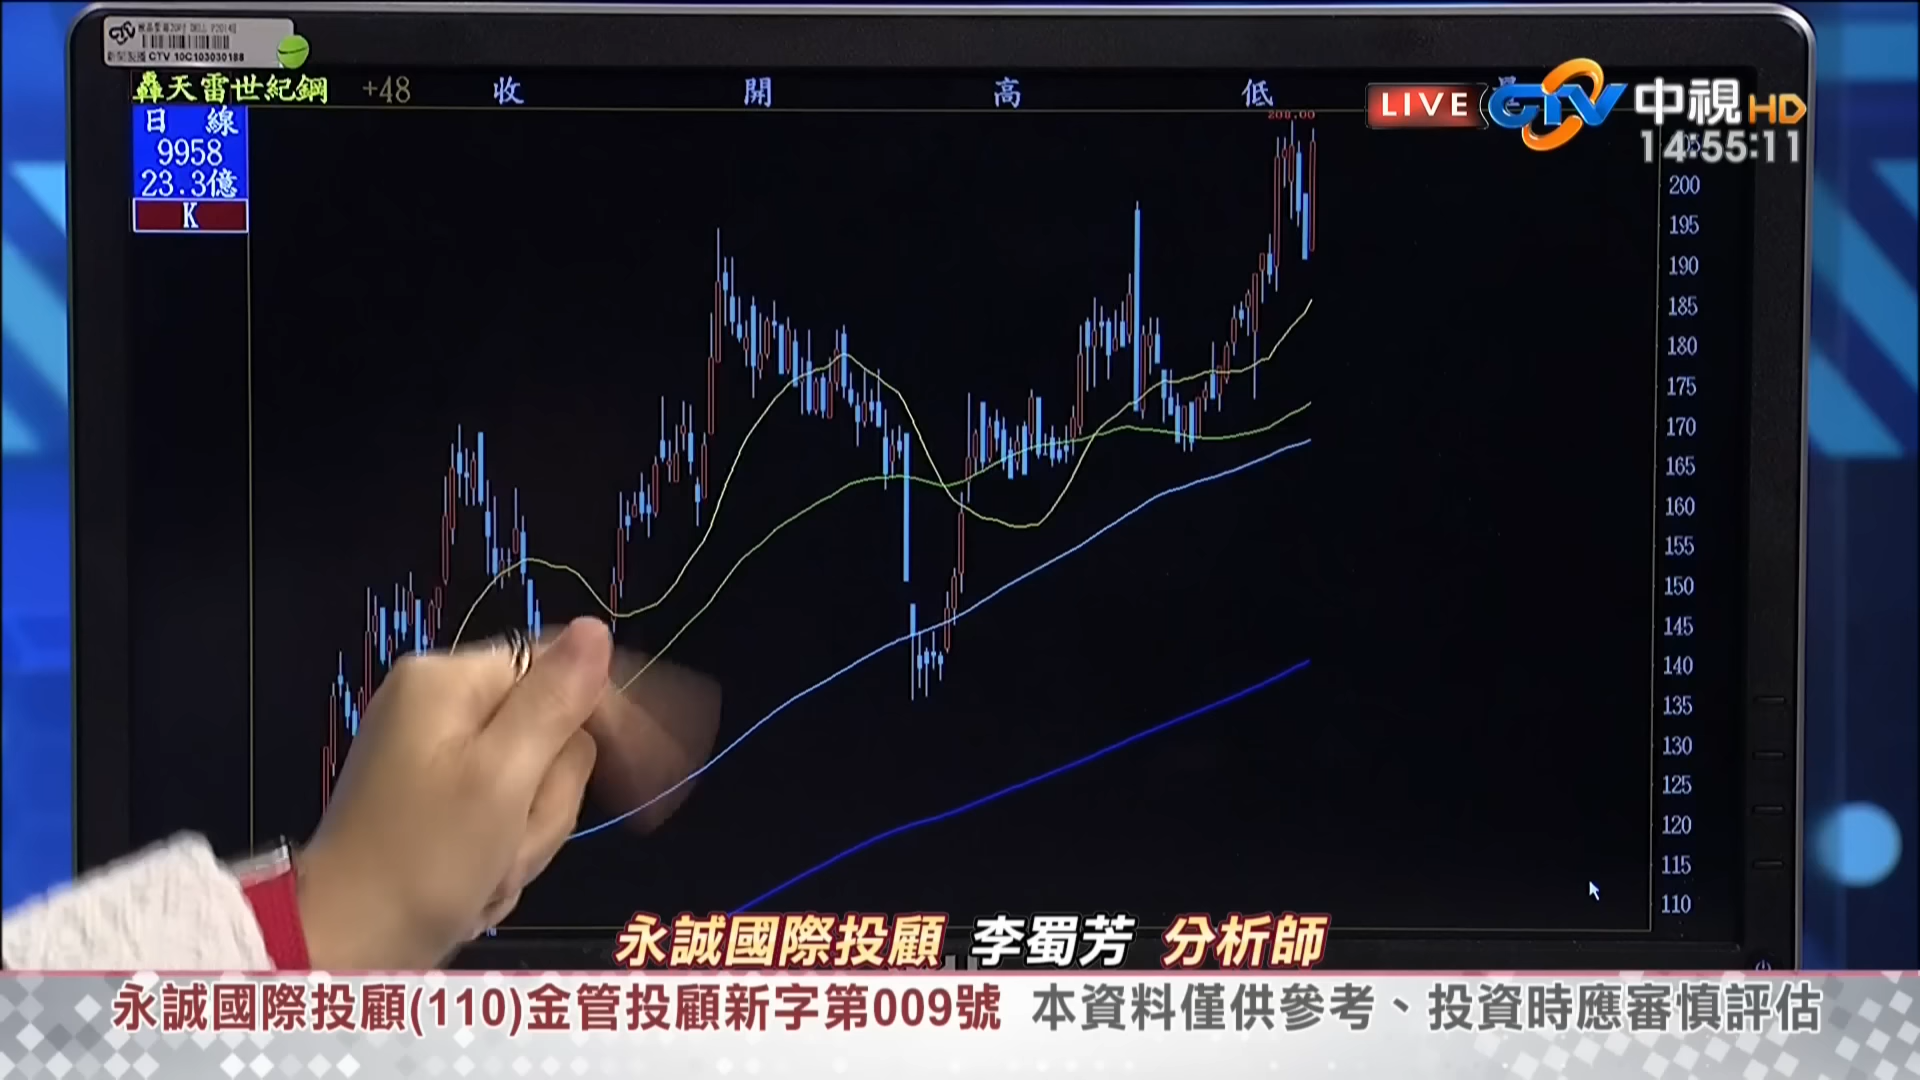 CTV 10C103030188
轟天雷世紀鋼 +48 收 開 高 低
LIVE CTV 中視 HD
14:55:11
日 線
9958
23.3億
K
208.00
200
195
190
185
180
175
170
165
160
155
150
145
140
135
130
125
120
115
110
永誠國際投顧 李蜀芳 分析師
永誠國際投顧(110)金管投顧新字第009號 本資料僅供參考、投資時應審慎評估